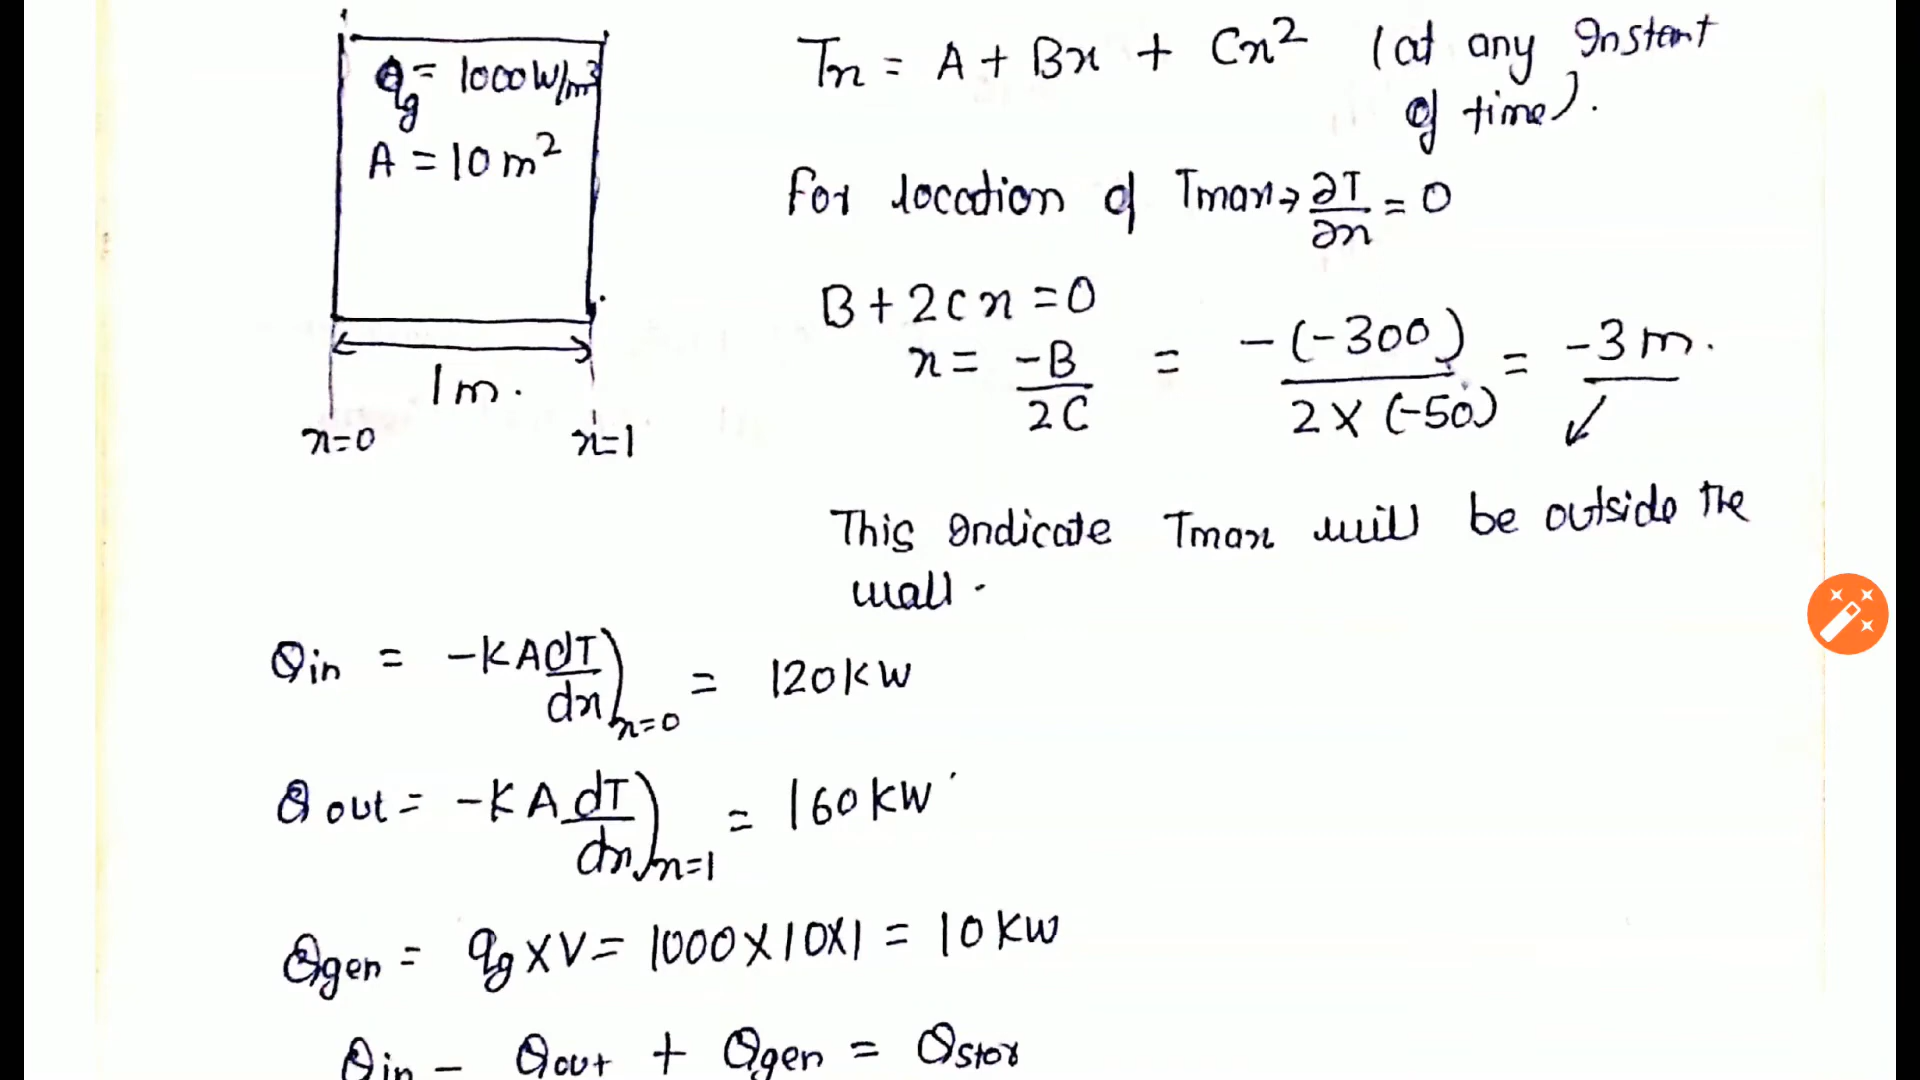 qg = 1000W/m³
A = 10 m²
1m.
x=0
x=1
Tx = A + Bx + Cx² (at any Instant
of time).
For location of Tmax → ∂T/∂x = 0
B + 2Cx = 0
x = -B/2C = -(-300)/2 × (-50) = -3 m.
This Indicate Tmax will be outside the
wall.
Qin = -KA dT/dx)x=0 = 120 KW
Qout = -KA dT/dx)x=1 = 160 KW
Qgen = qg × V = 1000 × 10 × 1 = 10 KW
Qin - Qout + Qgen = Qstor